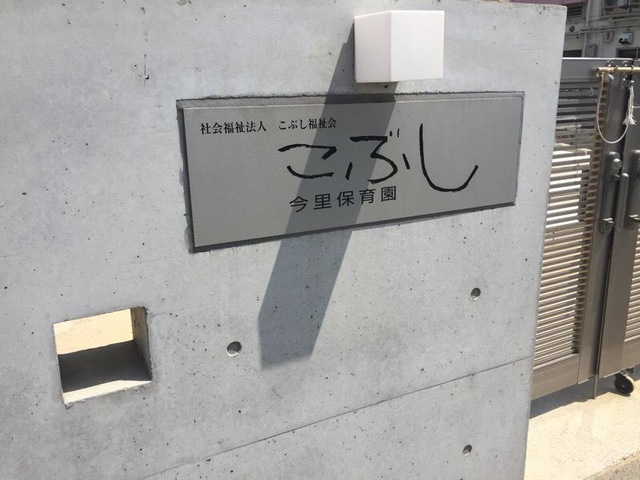 社会福祉法人 こぶし福祉会
こぶし
今里保育園